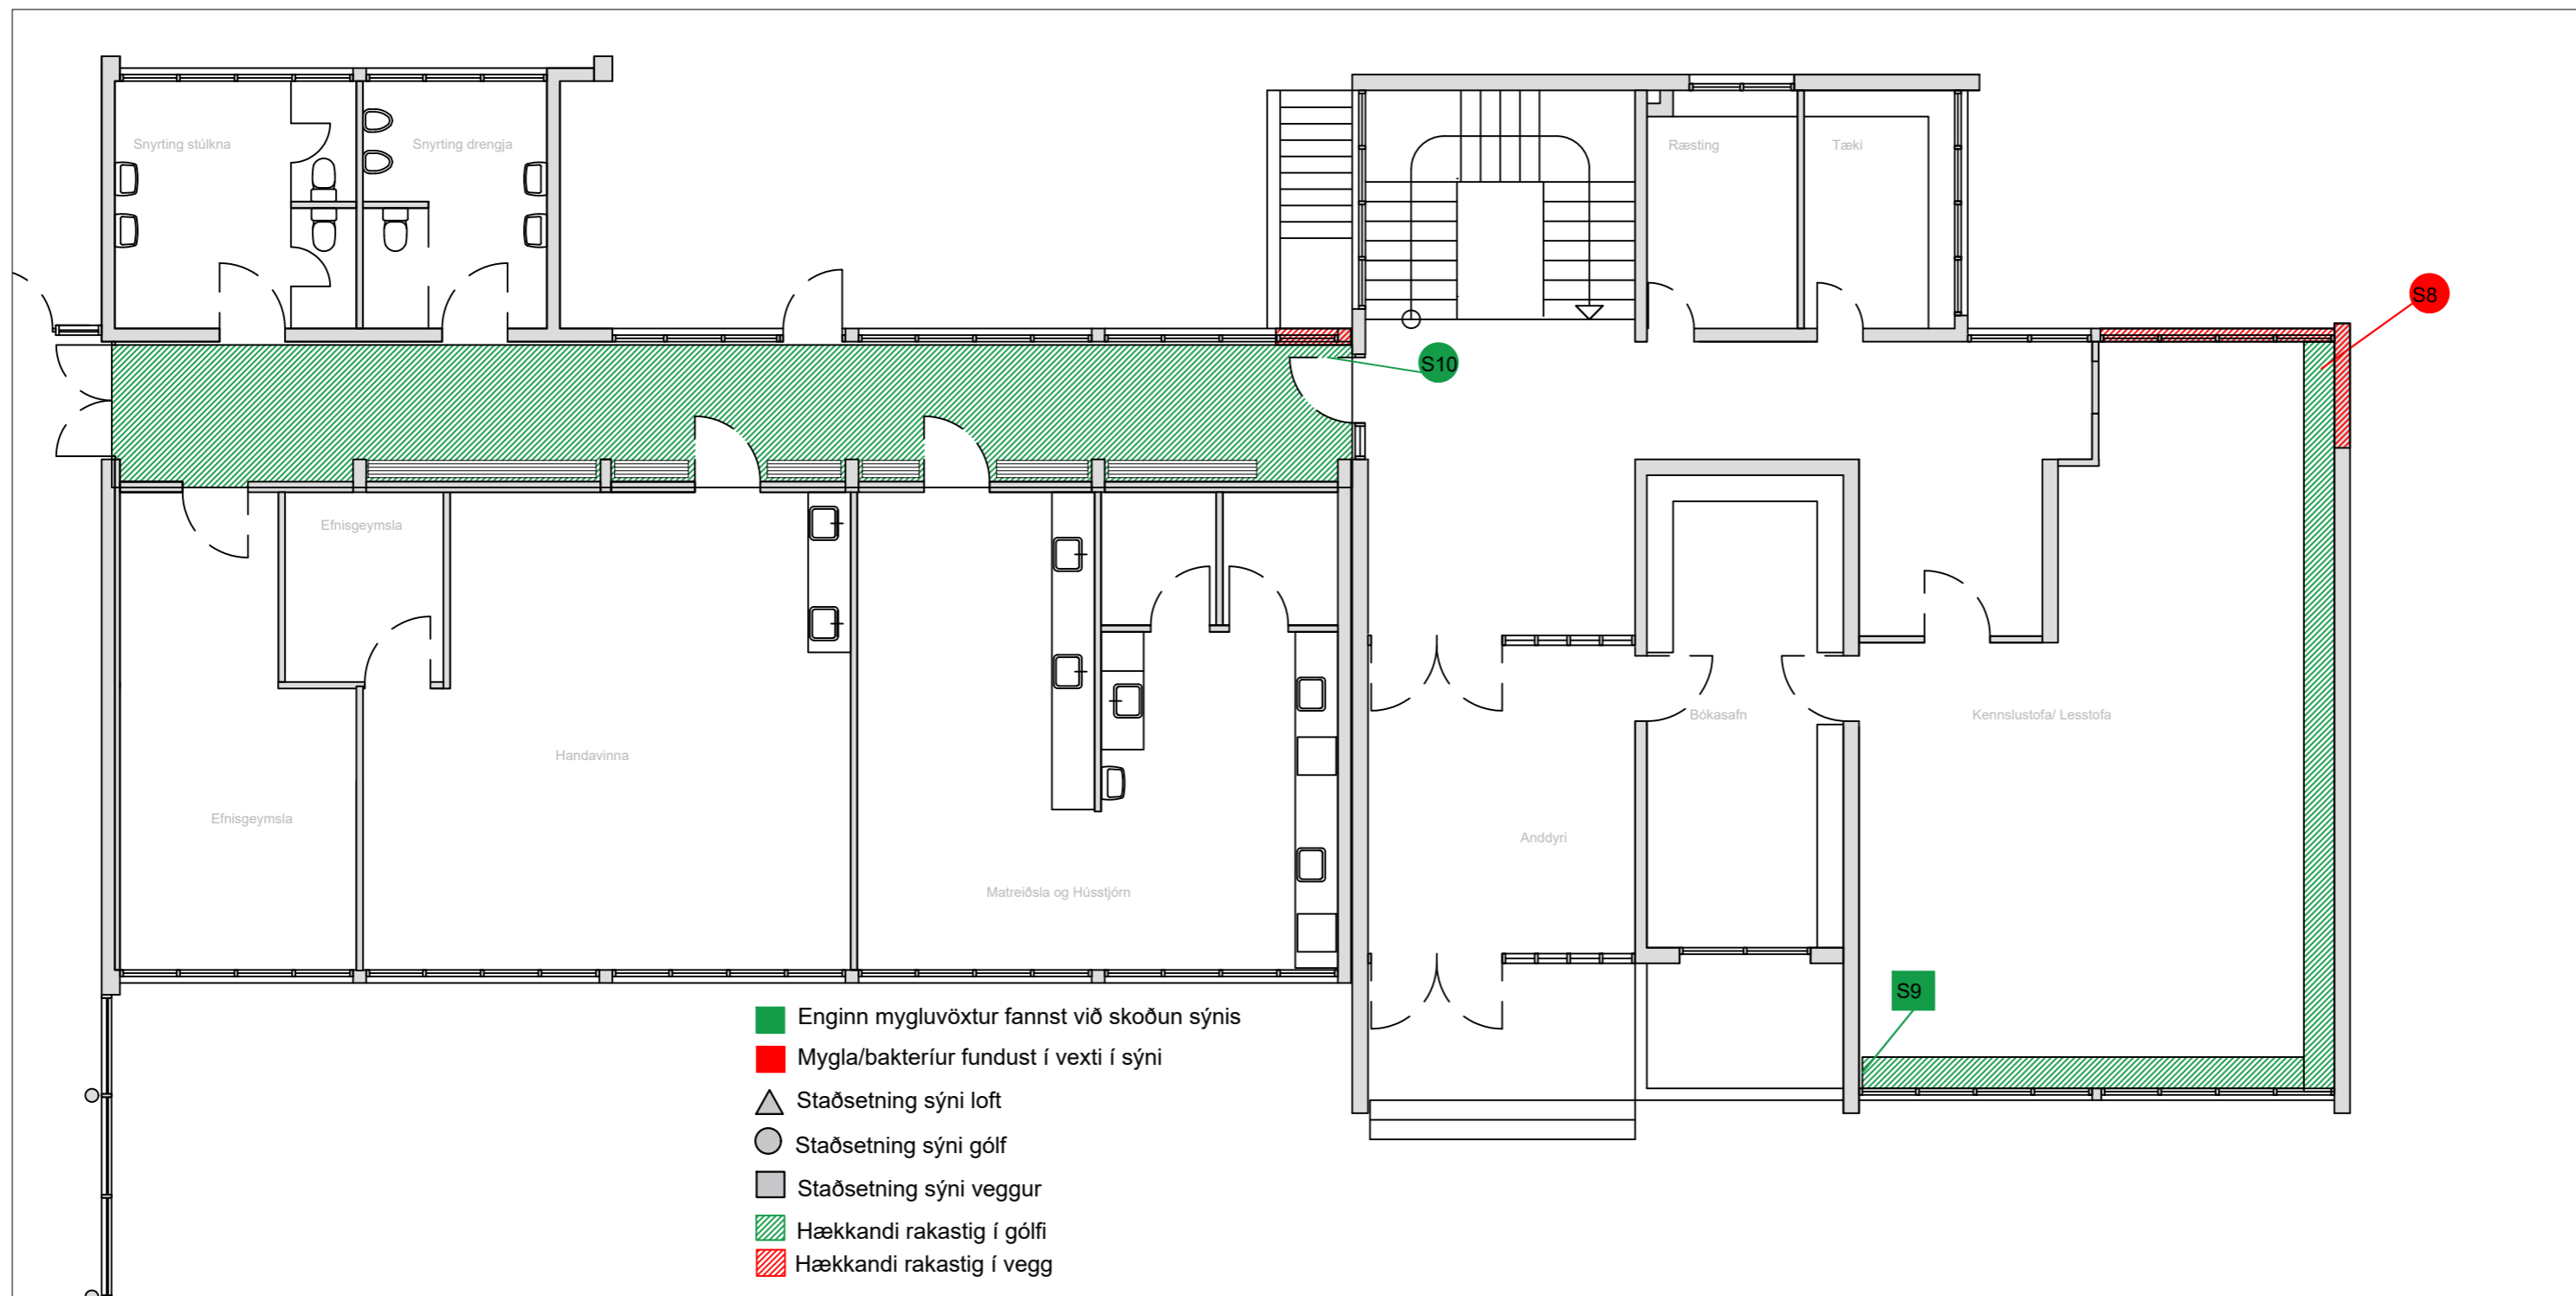 Snyrting stúlkna
Snyrting drengja
Ræsting
Tæki
S8
S10
Efnisgeymsla
Bókasafn
Kennslustofa/ Lesstofa
Handavinna
Efnisgeymsla
Anddyri
Matreiðsla og Hússtjórn
S9
Enginn mygluvöxtur fannst við skoðun sýnis
Mygla/bakteríur fundust í vexti í sýni
Staðsetning sýni loft
Staðsetning sýni gólf
Staðsetning sýni veggur
Hækkandi rakastig í gólfi
Hækkandi rakastig í vegg